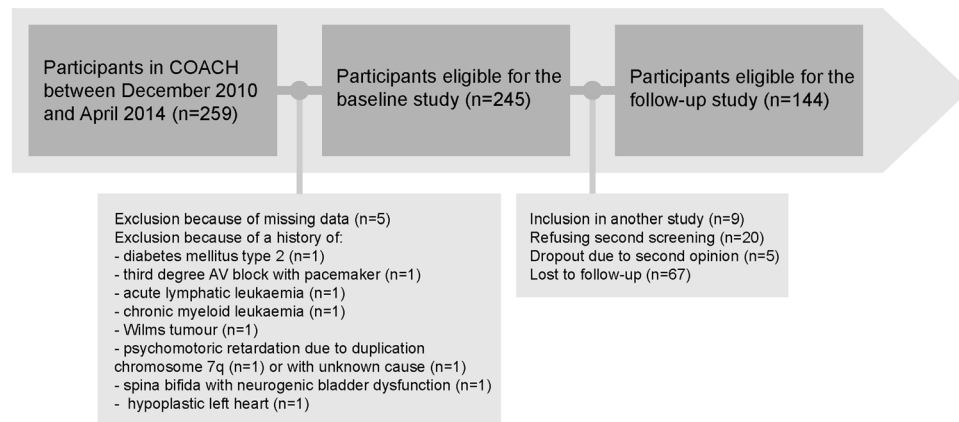 Participants in COACH
between December 2010
and April 2014 (n=259)
Participants eligible for the
baseline study (n=245)
Participants eligible for the
follow-up study (n=144)
Exclusion because of missing data (n=5)
Exclusion because of a history of:
- diabetes mellitus type 2 (n=1)
- third degree AV block with pacemaker (n=1)
- acute lymphatic leukaemia (n=1)
- chronic myeloid leukaemia (n=1)
- Wilms tumour (n=1)
- psychomotoric retardation due to duplication
chromosome 7q (n=1) or with unknown cause (n=1)
- spina bifida with neurogenic bladder dysfunction (n=1)
- hypoplastic left heart (n=1)
Inclusion in another study (n=9)
Refusing second screening (n=20)
Dropout due to second opinion (n=5)
Lost to follow-up (n=67)